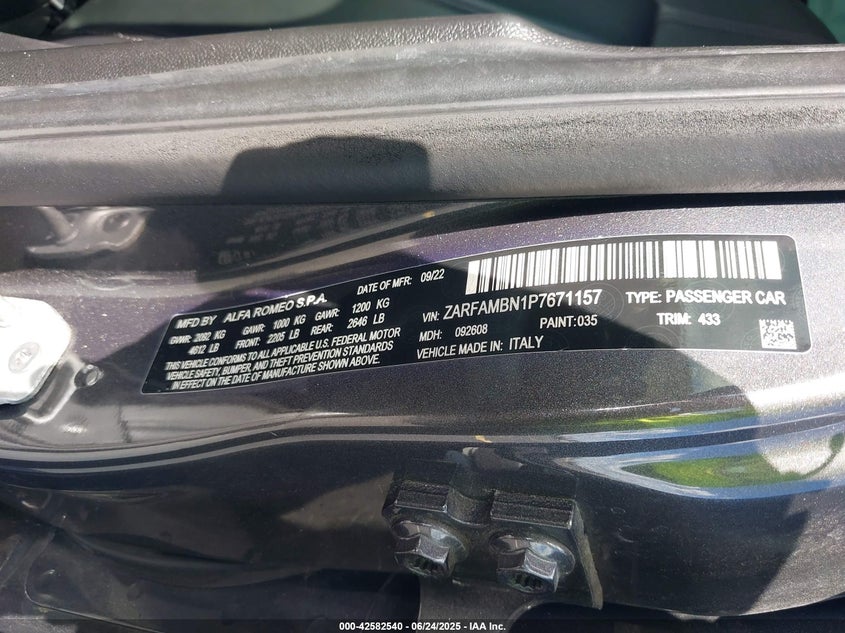 MFD BY ALFA ROMEO S.P.A. DATE OF MFR: 09/22
GVWR: 2092 KG GAWR: 1000 KG GAWR: 1200 KG
4612 LB FRONT: 2205 LB REAR: 2646 LB
THIS VEHICLE CONFORMS TO ALL APPLICABLE U.S. FEDERAL MOTOR
VEHICLE SAFETY, BUMPER, AND THEFT PREVENTION STANDARDS
IN EFFECT ON THE DATE OF MANUFACTURE SHOWN ABOVE.
VIN: ZARFAMBN1P7671157 TYPE: PASSENGER CAR
MDH: 092608 PAINT:035 TRIM: 433
VEHICLE MADE IN: ITALY
000-42582540 - 06/24/2025 - IAA Inc.